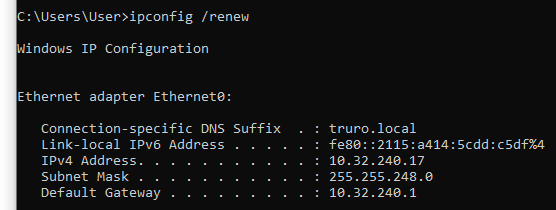 C:\Users\User>ipconfig /renew
Windows IP Configuration
Ethernet adapter Ethernet0:
Connection-specific DNS Suffix  . : truro.local
Link-local IPv6 Address . . . . . : fe80::2115:a414:5cdd:c5df%4
IPv4 Address. . . . . . . . . . . : 10.32.240.17
Subnet Mask . . . . . . . . . . . : 255.255.248.0
Default Gateway . . . . . . . . . : 10.32.240.1